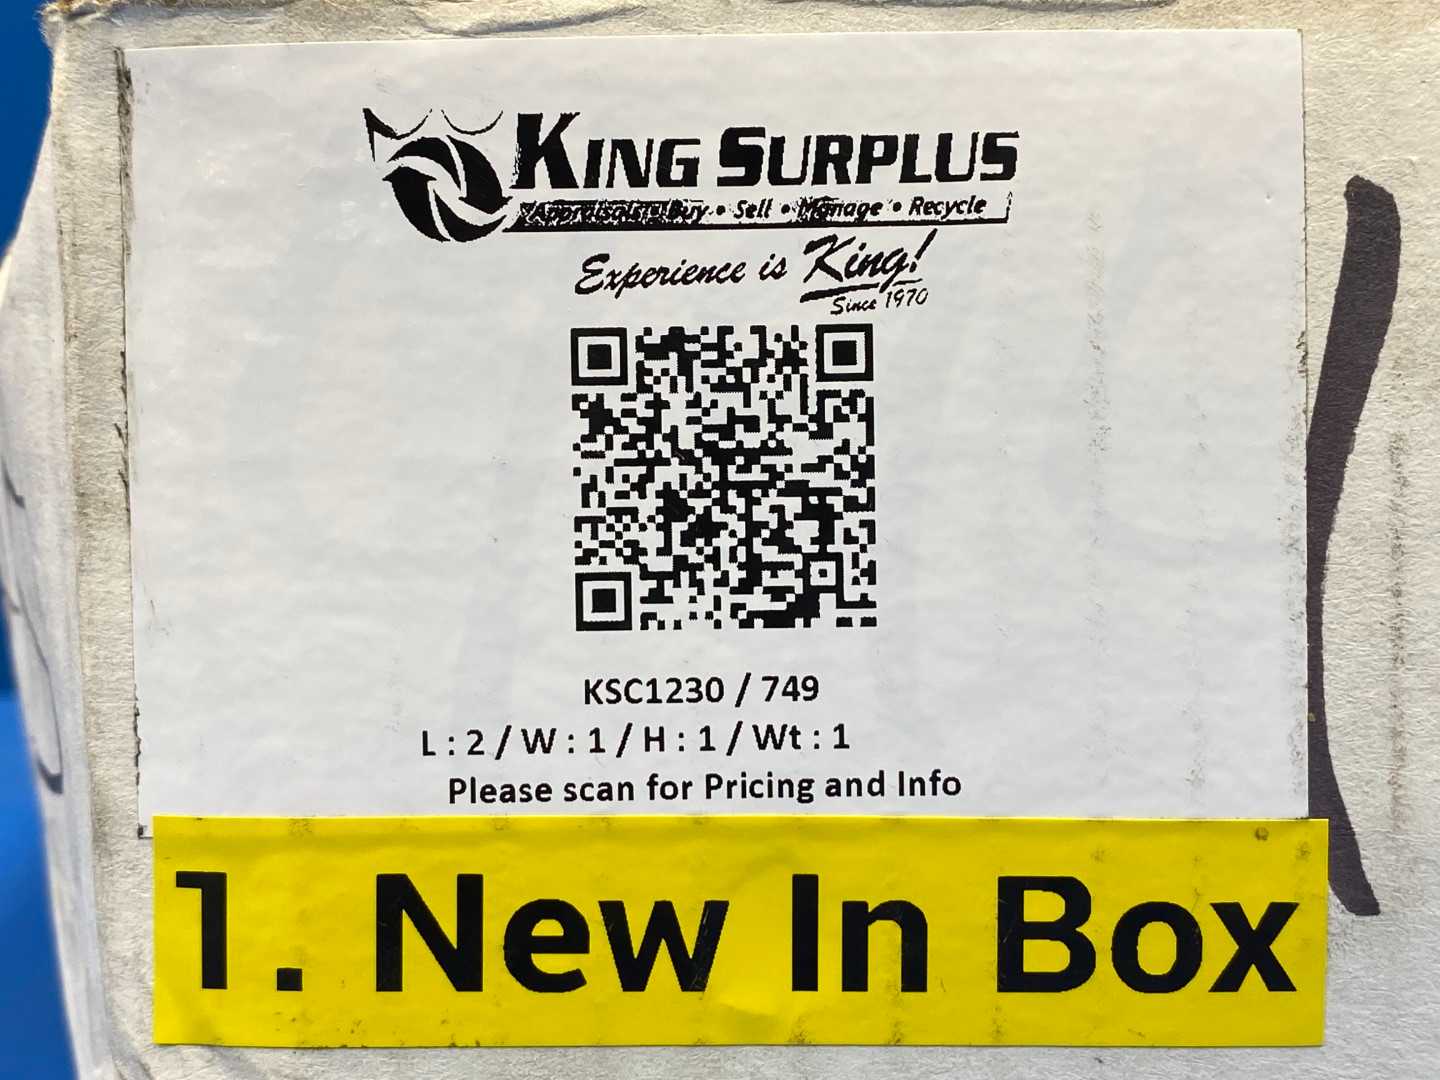 KING SURPLUS
Appraisals • Buy • Sell • Manage • Recycle
Experience is King!
Since 1970
KSC1230 / 749
L : 2 / W : 1 / H : 1 / Wt : 1
Please scan for Pricing and Info
1. New In Box